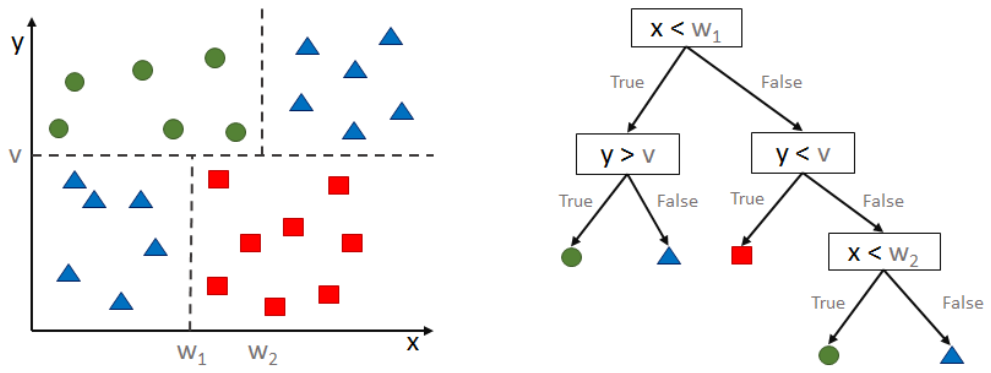 y
v
w₁
w₂
x
x < w₁
True
False
y > v
y < v
True
False
True
False
x < w₂
True
False